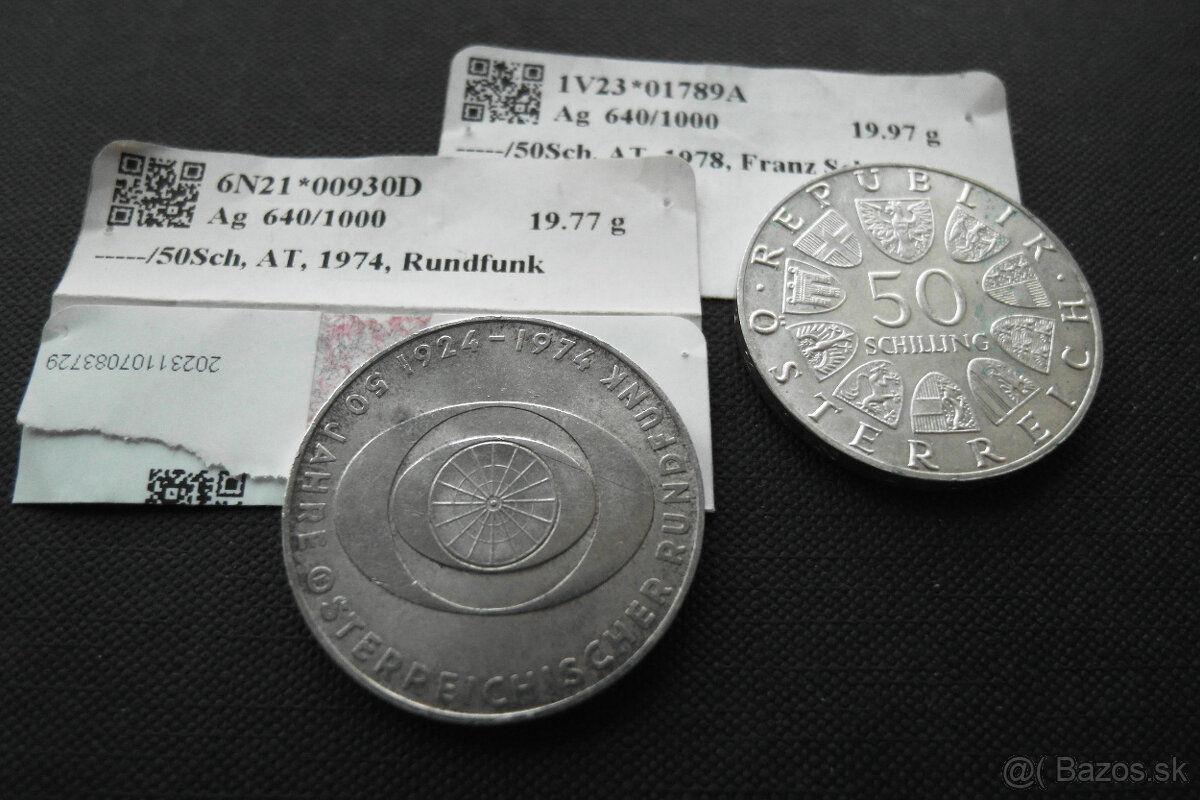 1V23*01789A
Ag 640/1000 19.97 g
-----/50Sch, AT, 1978, Franz
6N21*00930D
Ag 640/1000 19.77 g
-----/50Sch, AT, 1974, Rundfunk
20231107083729
REPUBLIK · ÖSTERREICH ·
50
SCHILLING
1924-1974
50 JAHRE ÖSTERREICHISCHER RUNDFUNK
@( Bazos.sk